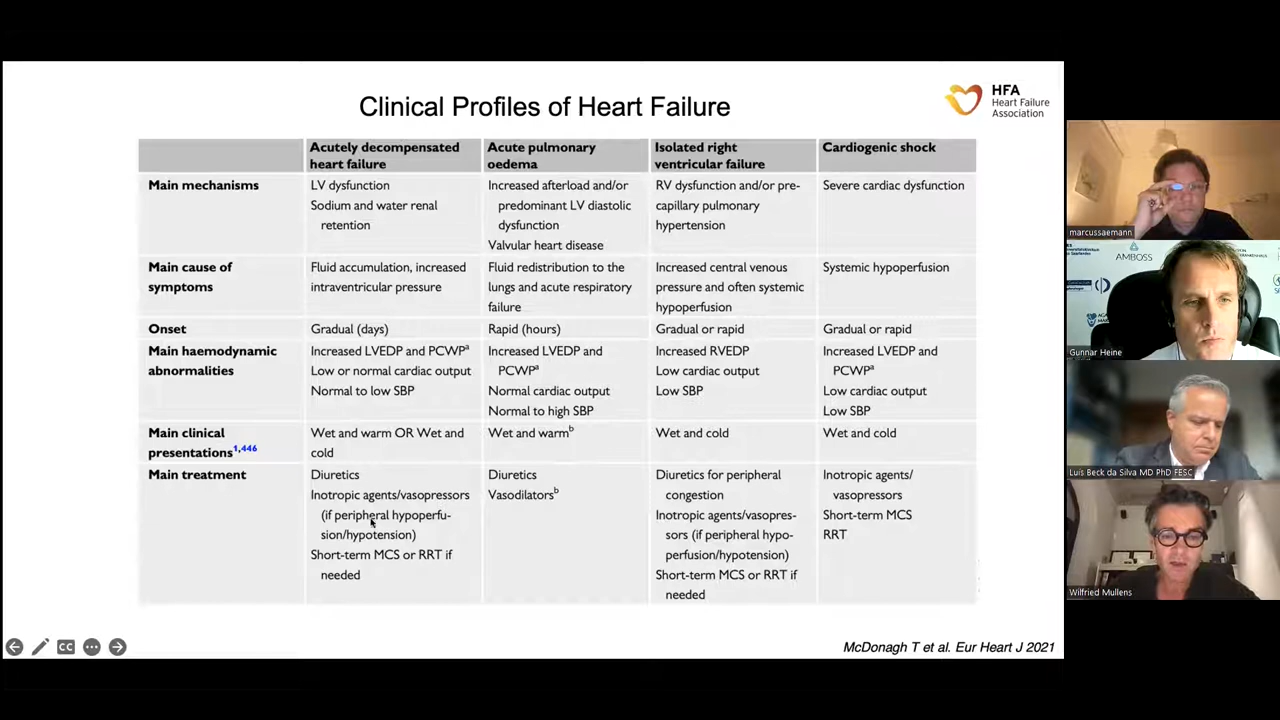 Clinical Profiles of Heart Failure
HFA
Heart Failure
Association
Acutely decompensated
heart failure
Acute pulmonary
oedema
Isolated right
ventricular failure
Cardiogenic shock
Main mechanisms
LV dysfunction
Sodium and water renal
retention
Increased afterload and/or
predominant LV diastolic
dysfunction
Valvular heart disease
RV dysfunction and/or pre-
capillary pulmonary
hypertension
Severe cardiac dysfunction
Main cause of
symptoms
Fluid accumulation, increased
intraventricular pressure
Fluid redistribution to the
lungs and acute respiratory
failure
Increased central venous
pressure and often systemic
hypoperfusion
Systemic hypoperfusion
Onset
Gradual (days)
Rapid (hours)
Gradual or rapid
Gradual or rapid
Main haemodynamic
abnormalities
Increased LVEDP and PCWPᵃ
Low or normal cardiac output
Normal to low SBP
Increased LVEDP and
PCWPᵃ
Normal cardiac output
Normal to high SBP
Increased RVEDP
Low cardiac output
Low SBP
Increased LVEDP and
PCWPᵃ
Low cardiac output
Low SBP
Main clinical
presentations1,446
Wet and warm OR Wet and
cold
Wet and warmᵇ
Wet and cold
Wet and cold
Main treatment
Diuretics
Inotropic agents/vasopressors
(if peripheral hypoperfu-
sion/hypotension)
Short-term MCS or RRT if
needed
Diuretics
Vasodilatorsᵇ
Diuretics for peripheral
congestion
Inotropic agents/vasopres-
sors (if peripheral hypo-
perfusion/hypotension)
Short-term MCS or RRT if
needed
Inotropic agents/
vasopressors
Short-term MCS
RRT
CC
McDonagh T et al. Eur Heart J 2021
marcussaemann
AMBOSS
Gunnar Heine
Luis Beck da Silva MD PhD FESC
Wilfried Mullens